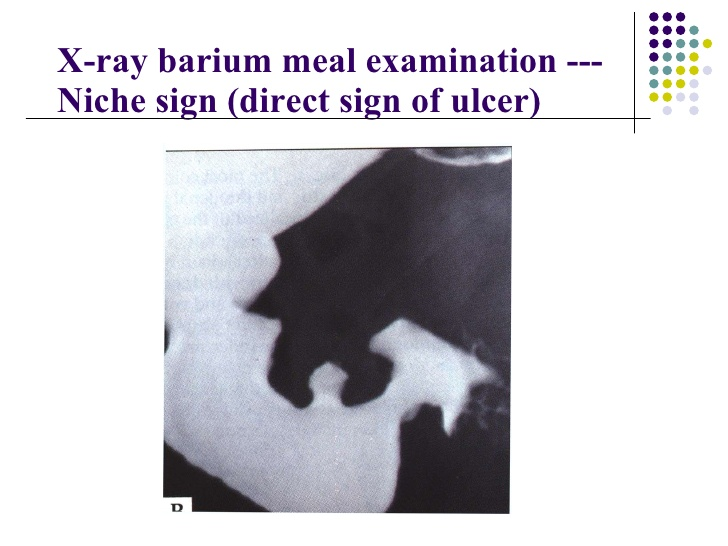 X-ray barium meal examination ---
Niche sign (direct sign of ulcer)